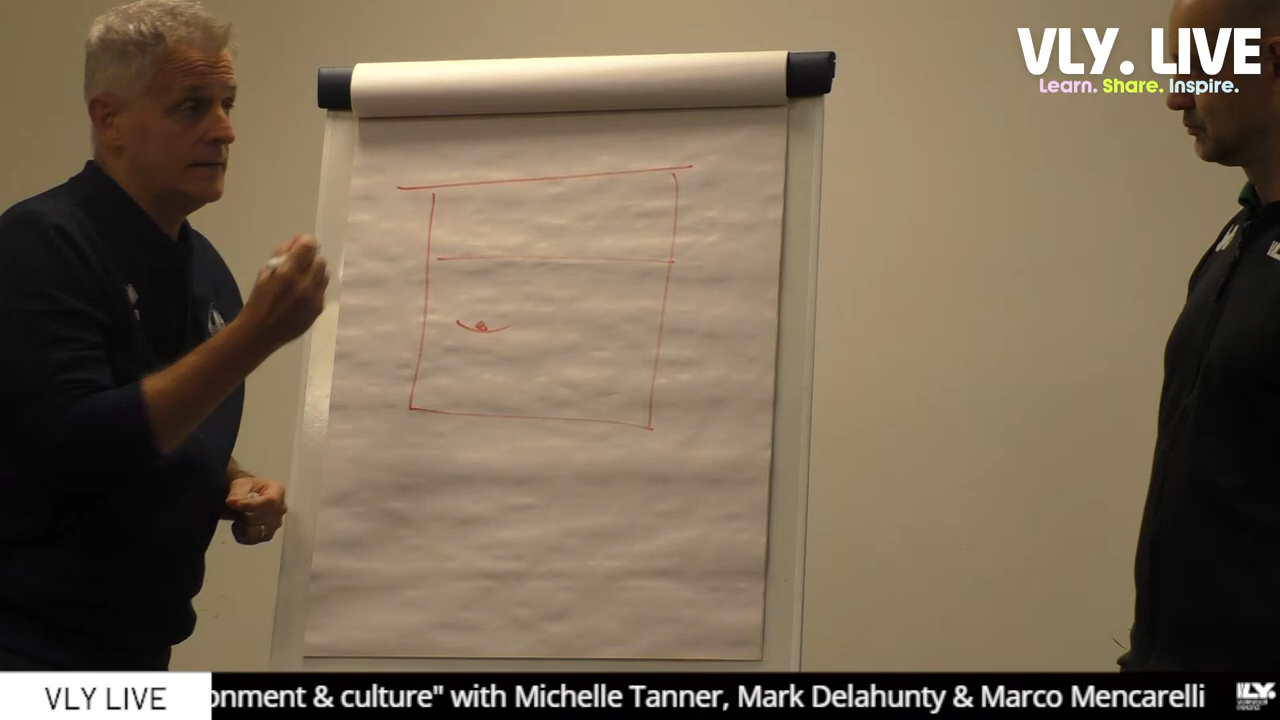 VLY. LIVE
Learn. Share. Inspire.
VLY LIVE
onment & culture" with Michelle Tanner, Mark Delahunty & Marco Mencarelli